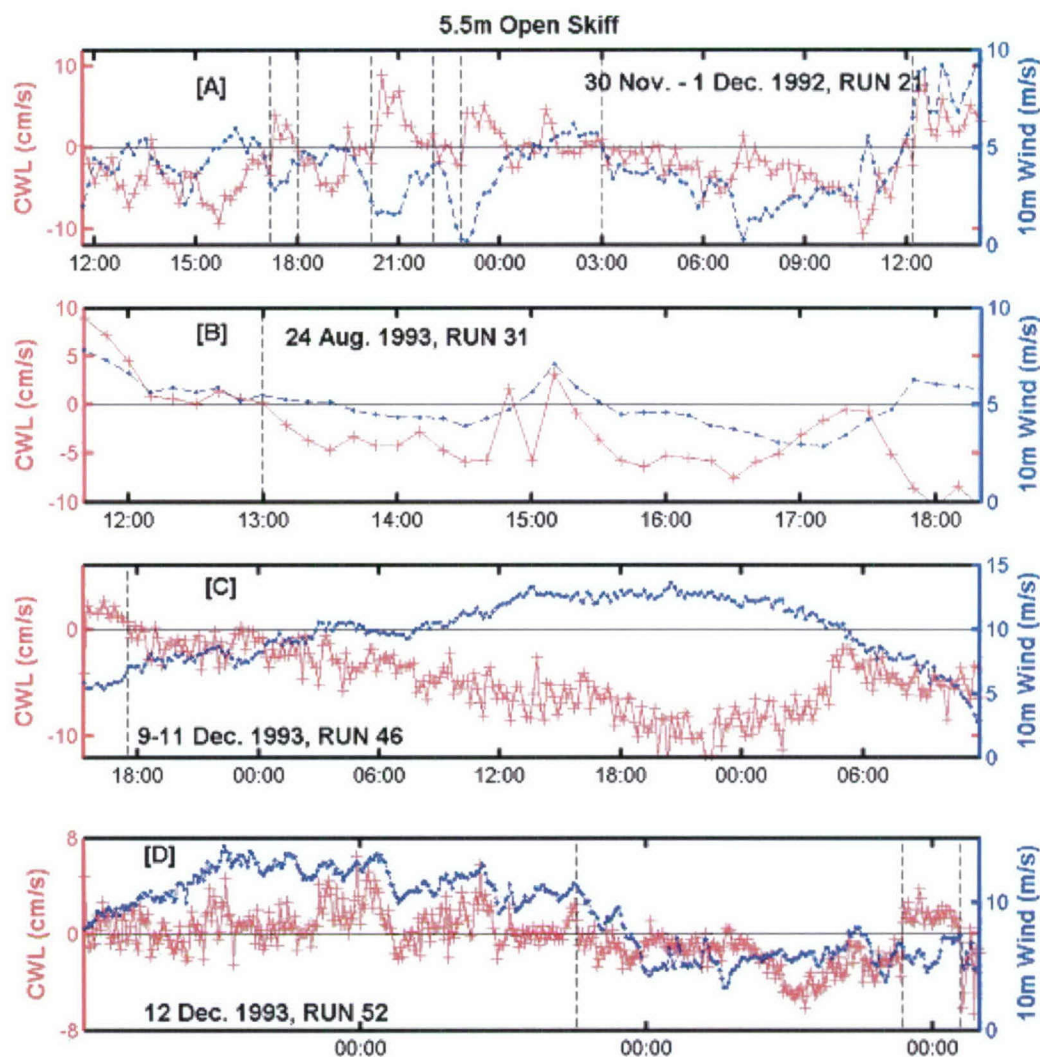 5.5m Open Skiff
[A]
30 Nov. - 1 Dec. 1992, RUN 21
CWL (cm/s)
10
0
-10
10m Wind (m/s)
10
5
0
12:00 15:00 18:00 21:00 00:00 03:00 06:00 09:00 12:00
[B]
24 Aug. 1993, RUN 31
CWL (cm/s)
10
5
0
-5
-10
10m Wind (m/s)
10
5
0
12:00 13:00 14:00 15:00 16:00 17:00 18:00
[C]
9-11 Dec. 1993, RUN 46
CWL (cm/s)
0
-10
10m Wind (m/s)
15
10
5
0
18:00 00:00 06:00 12:00 18:00 00:00 06:00
[D]
12 Dec. 1993, RUN 52
CWL (cm/s)
8
0
-8
10m Wind (m/s)
10
0
00:00 00:00 00:00